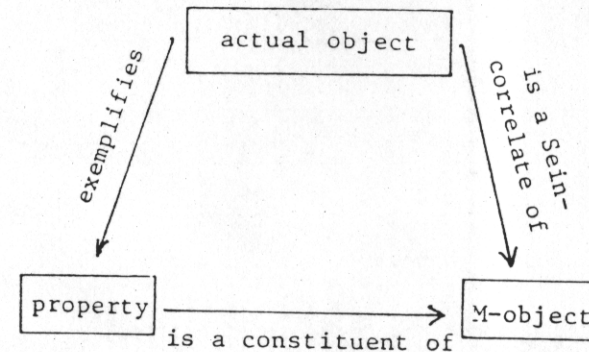 actual object
exemplifies
is a Sein-
correlate of
property
M-object
is a constituent of